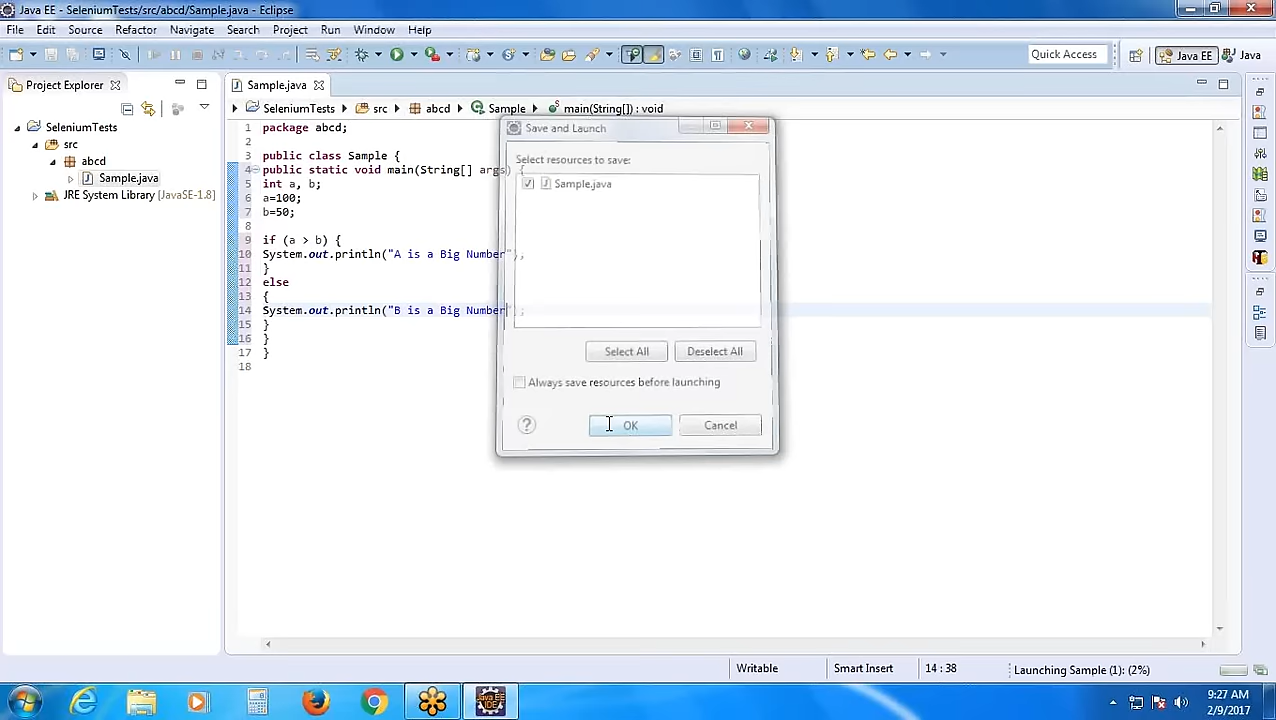 Java EE - SeleniumTests/src/abcd/Sample.java - Eclipse
File Edit Source Refactor Navigate Search Project Run Window Help
Quick Access
Java EE
Java
Project Explorer
SeleniumTests
src
abcd
Sample.java
JRE System Library [JavaSE-1.8]
Sample.java
SeleniumTests src abcd Sample main(String[]) : void
1 package abcd;
2
3 public class Sample {
4 public static void main(String[] args) {
5 int a, b;
6 a=100;
7 b=50;
8
9 if (a > b) {
10 System.out.println("A is a Big Number");
11 }
12 else
13 {
14 System.out.println("B is a Big Number");
15 }
16 }
17 }
18
Save and Launch
Select resources to save:
Sample.java
Select All
Deselect All
Always save resources before launching
?
OK
Cancel
Writable
Smart Insert
14 : 38
Launching Sample (1): (2%)
Java EE
IDE
9:27 AM
2/9/2017